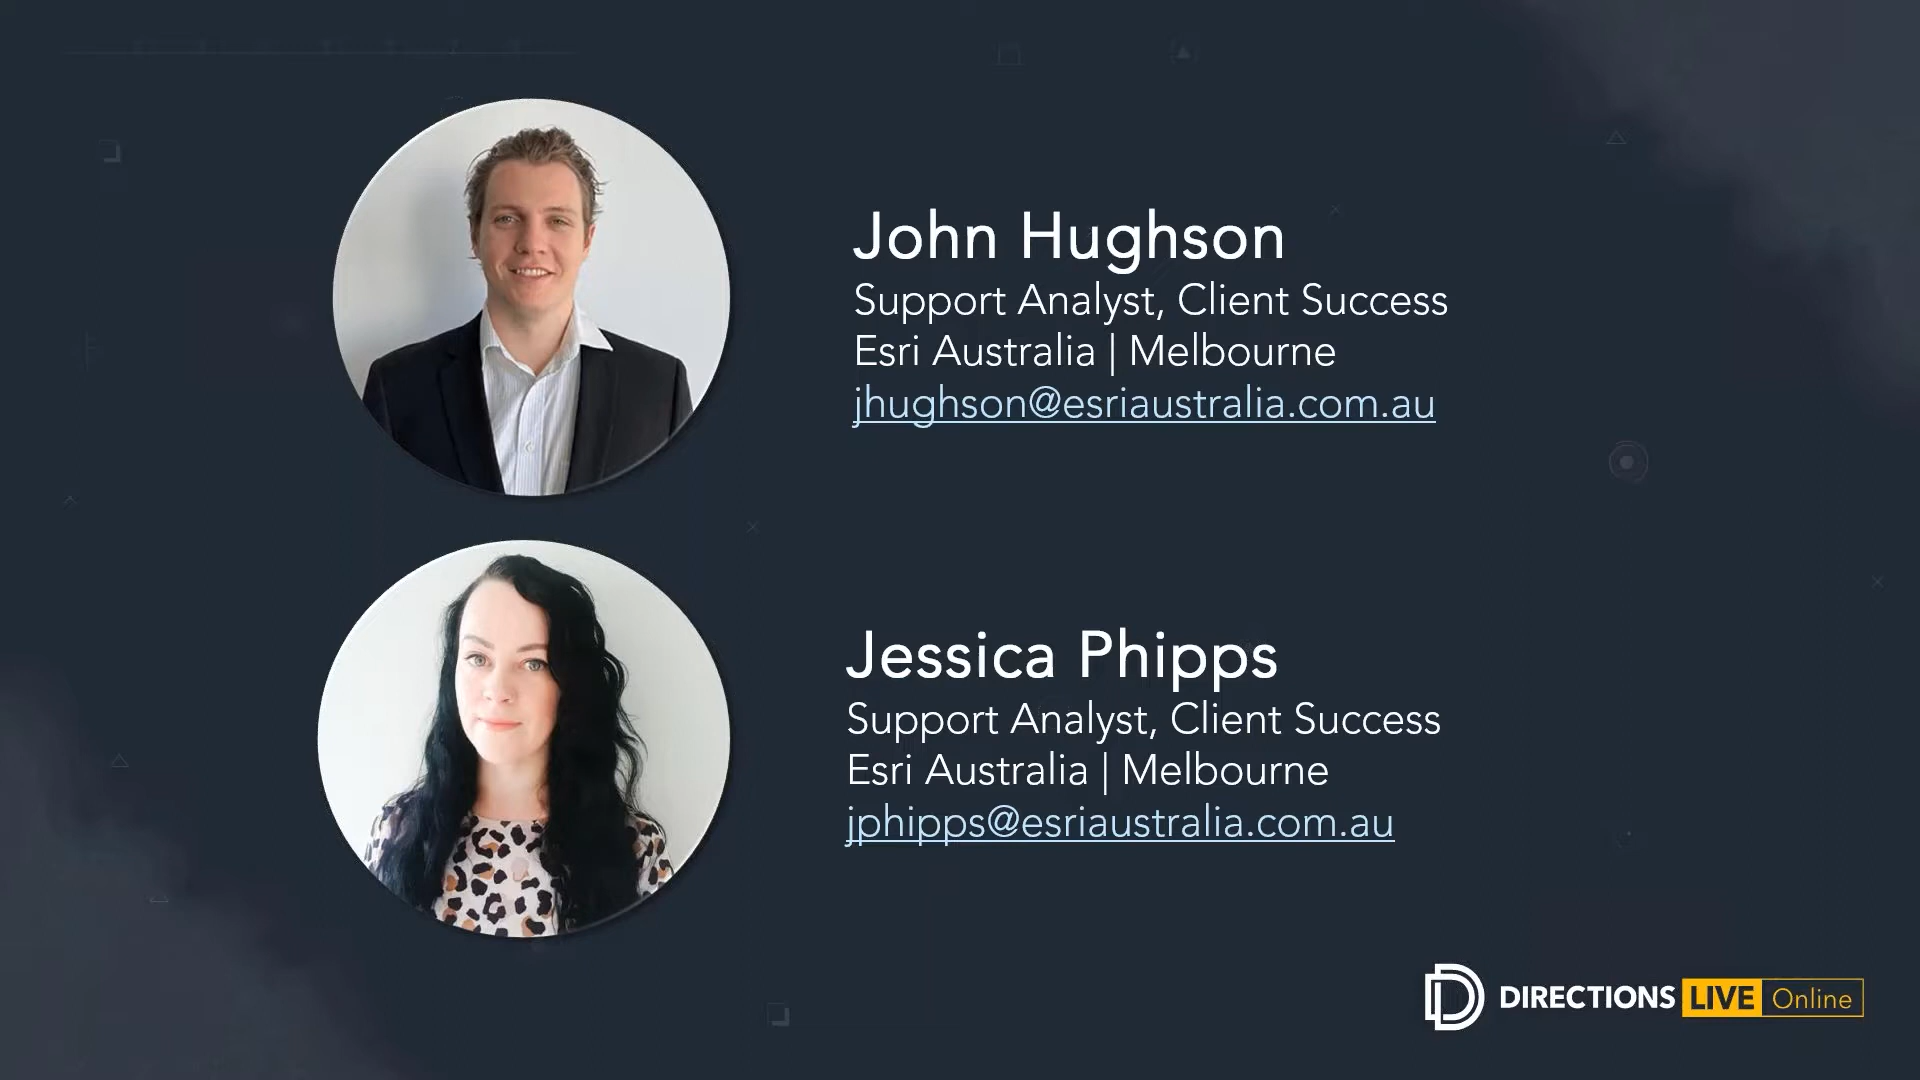 John Hughson
Support Analyst, Client Success
Esri Australia | Melbourne
jhughson@esriaustralia.com.au
Jessica Phipps
Support Analyst, Client Success
Esri Australia | Melbourne
jphipps@esriaustralia.com.au
DIRECTIONS LIVE Online